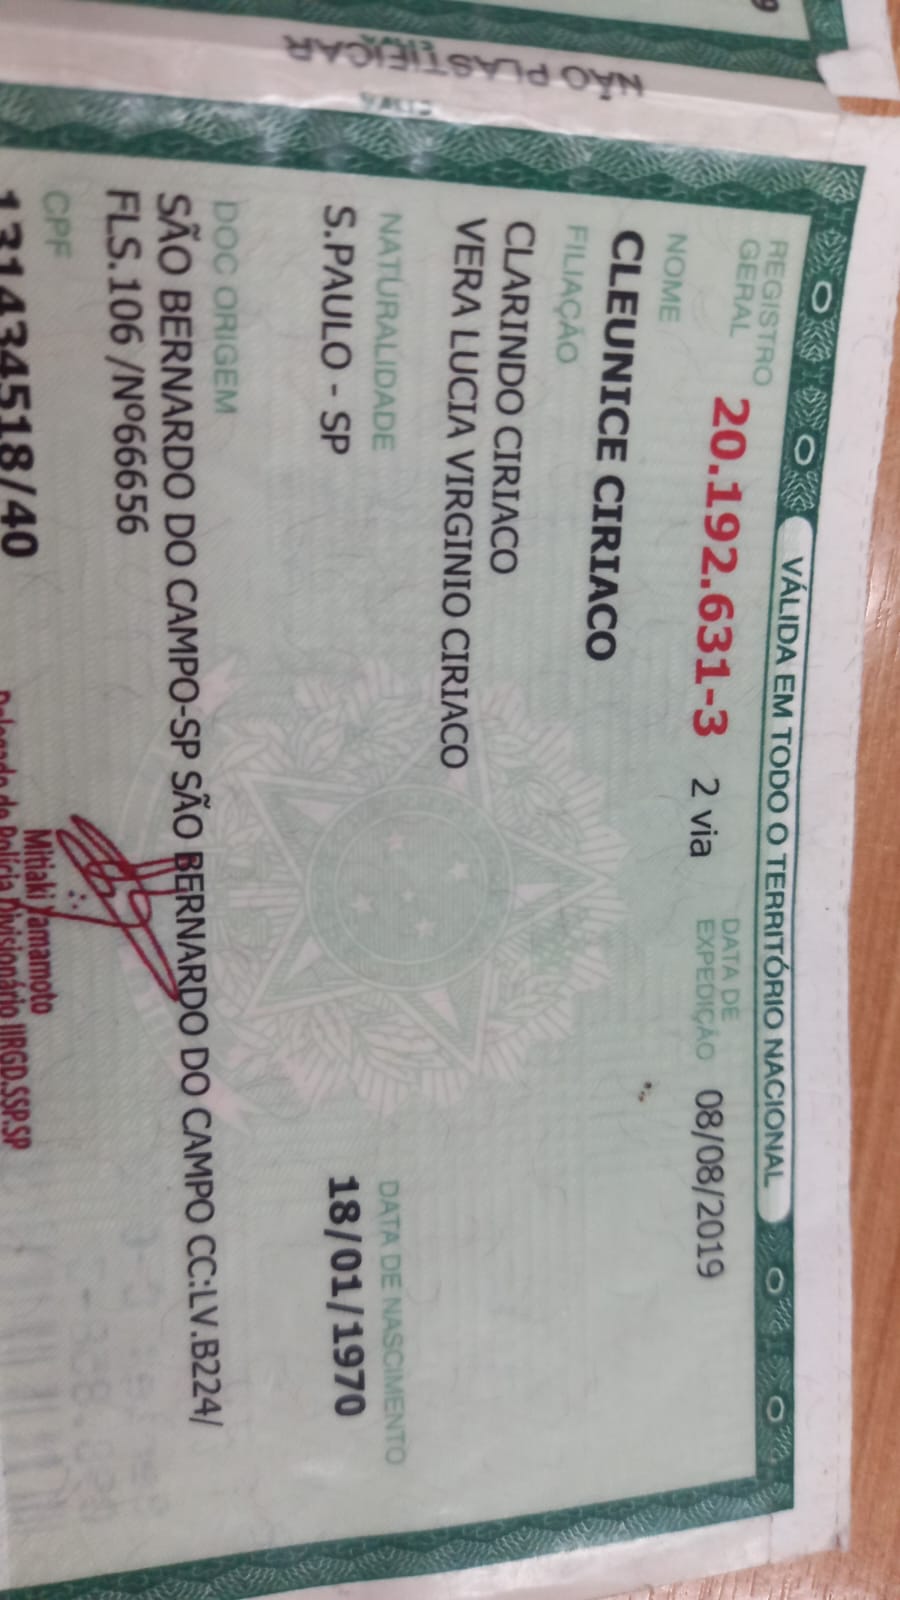 NÃO PLASTIFICAR
VÁLIDA EM TODO O TERRITÓRIO NACIONAL
REGISTRO GERAL 20.192.631-3 2 via DATA DE EXPEDIÇÃO 08/08/2019
NOME
CLEUNICE CIRIACO
FILIAÇÃO
CLARINDO CIRIACO
VERA LUCIA VIRGINIO CIRIACO
NATURALIDADE DATA DE NASCIMENTO
S.PAULO - SP 18/01/1970
DOC ORIGEM
SÃO BERNARDO DO CAMPO-SP SÃO BERNARDO DO CAMPO CC:LV.B224/
FLS.106 /Nº66656
CPF
131434518/40
Mitiaki Yamamoto
Delegado de Polícia Divisionário IIRGD.SSP.SP